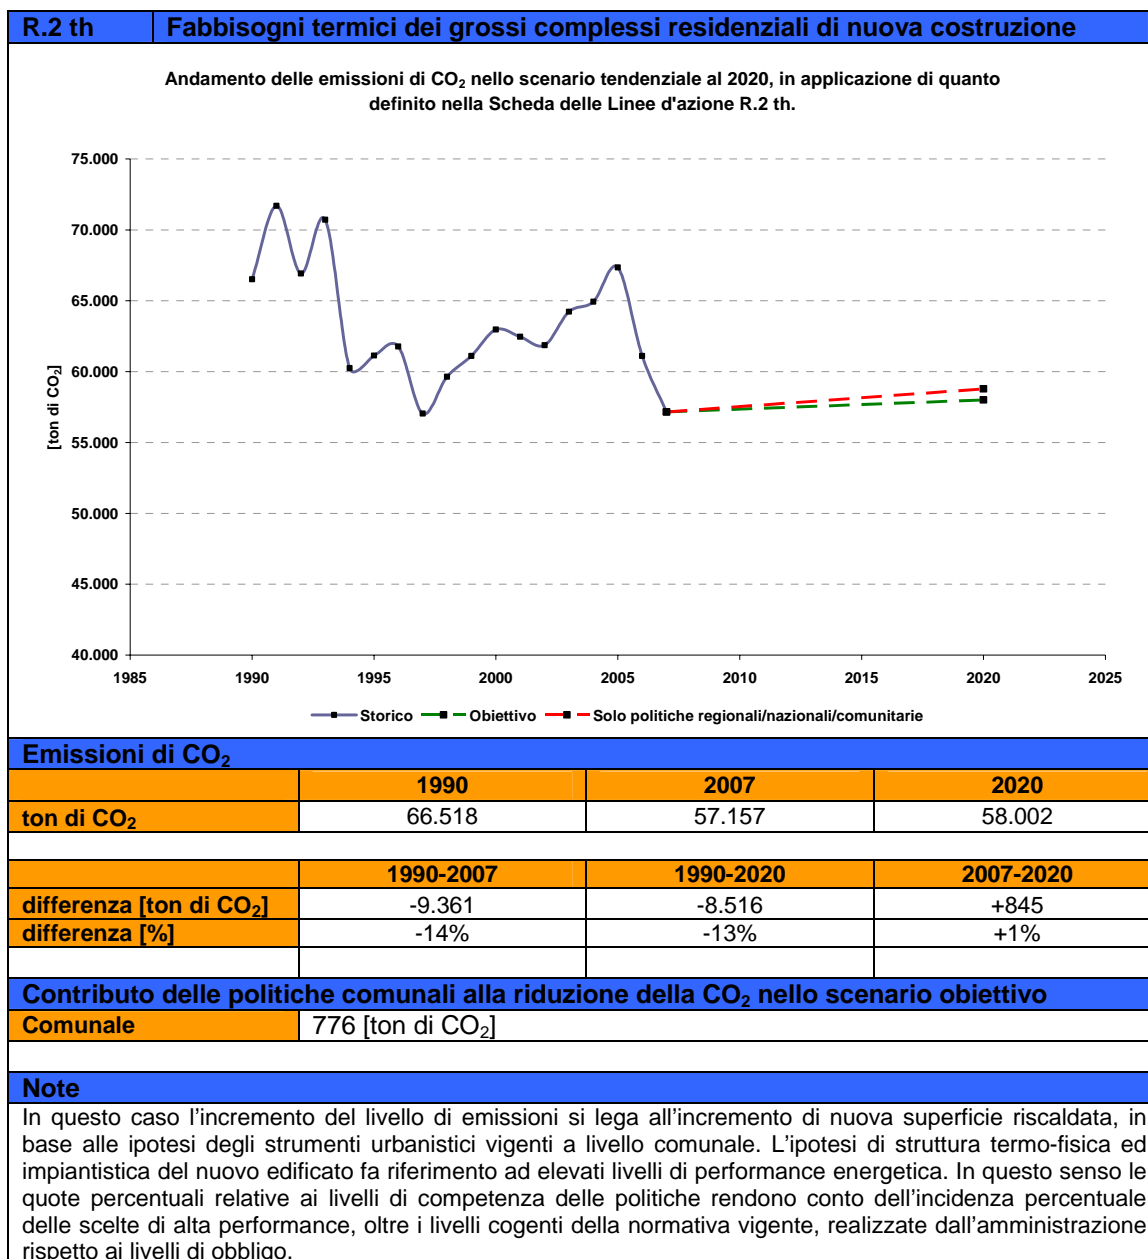 R.2 th Fabbisogni termici dei grossi complessi residenziali di nuova costruzione
Andamento delle emissioni di CO₂ nello scenario tendenziale al 2020, in applicazione di quanto
definito nella Scheda delle Linee d'azione R.2 th.
75.000
70.000
65.000
60.000
55.000
50.000
45.000
40.000
[ton di CO₂]
1985 1990 1995 2000 2005 2010 2015 2020 2025
Storico Obiettivo Solo politiche regionali/nazionali/comunitarie
Emissioni di CO₂
1990 2007 2020
ton di CO₂ 66.518 57.157 58.002
1990-2007 1990-2020 2007-2020
differenza [ton di CO₂] -9.361 -8.516 +845
differenza [%] -14% -13% +1%
Contributo delle politiche comunali alla riduzione della CO₂ nello scenario obiettivo
Comunale 776 [ton di CO₂]
Note
In questo caso l'incremento del livello di emissioni si lega all'incremento di nuova superficie riscaldata, in
base alle ipotesi degli strumenti urbanistici vigenti a livello comunale. L'ipotesi di struttura termo-fisica ed
impiantistica del nuovo edificato fa riferimento ad elevati livelli di performance energetica. In questo senso le
quote percentuali relative ai livelli di competenza delle politiche rendono conto dell'incidenza percentuale
delle scelte di alta performance, oltre i livelli cogenti della normativa vigente, realizzate dall'amministrazione
rispetto ai livelli di obbligo.